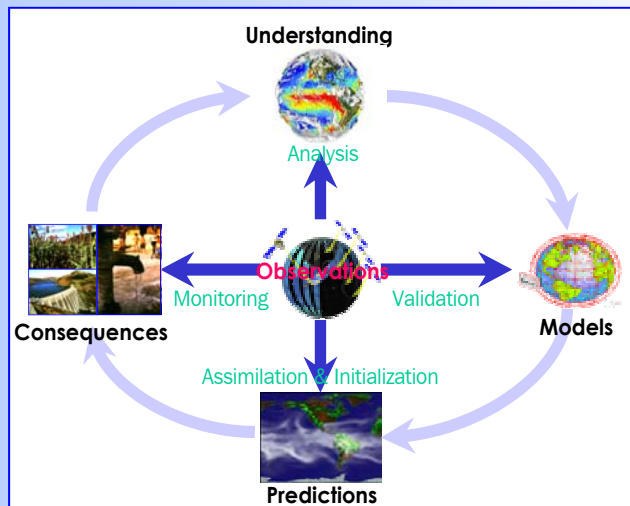 Understanding
Analysis
Observations
Monitoring
Validation
Consequences
Models
Assimilation & Initialization
Predictions